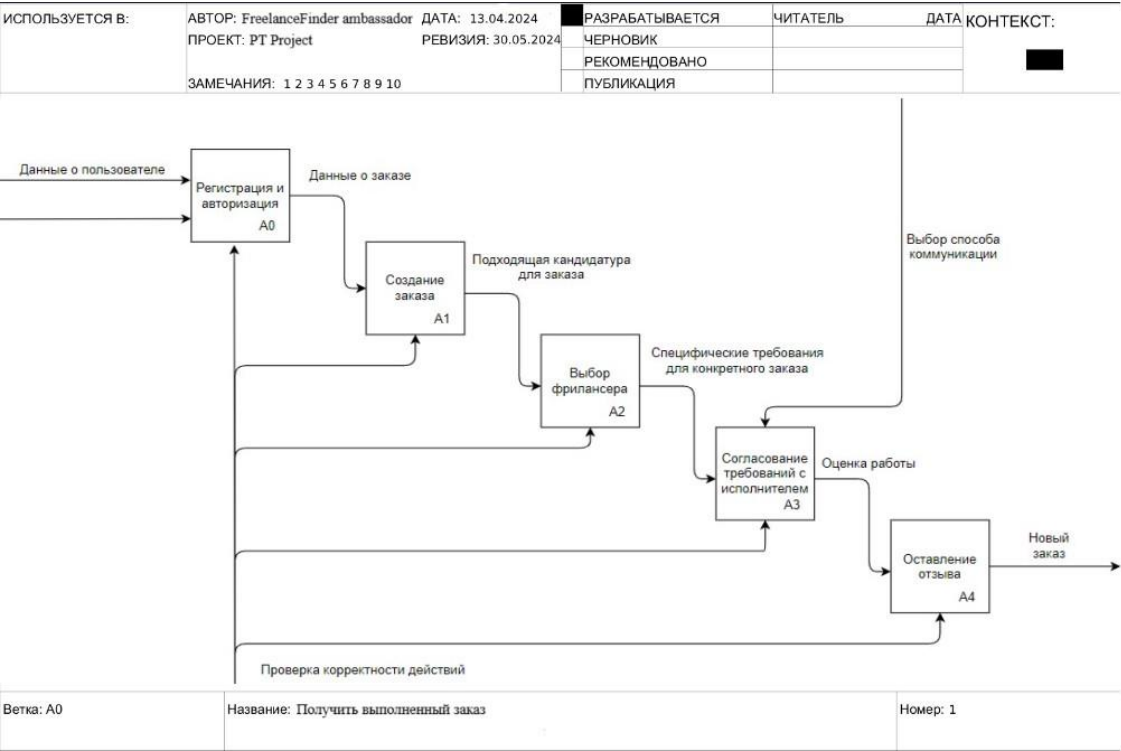 ИСПОЛЬЗУЕТСЯ В:
АВТОР: FreelanceFinder ambassador ДАТА: 13.04.2024
ПРОЕКТ: PT Project РЕВИЗИЯ: 30.05.2024
ЗАМЕЧАНИЯ: 1 2 3 4 5 6 7 8 9 10
РАЗРАБАТЫВАЕТСЯ
ЧЕРНОВИК
РЕКОМЕНДОВАНО
ПУБЛИКАЦИЯ
ЧИТАТЕЛЬ ДАТА
КОНТЕКСТ:
Данные о пользователе
Регистрация и
авторизация
A0
Данные о заказе
Создание
заказа
A1
Подходящая кандидатура
для заказа
Выбор
фрилансера
A2
Специфические требования
для конкретного заказа
Выбор способа
коммуникации
Согласование
требований с
исполнителем
A3
Оценка работы
Оставление
отзыва
A4
Новый
заказ
Проверка корректности действий
Ветка: A0
Название: Получить выполненный заказ
Номер: 1